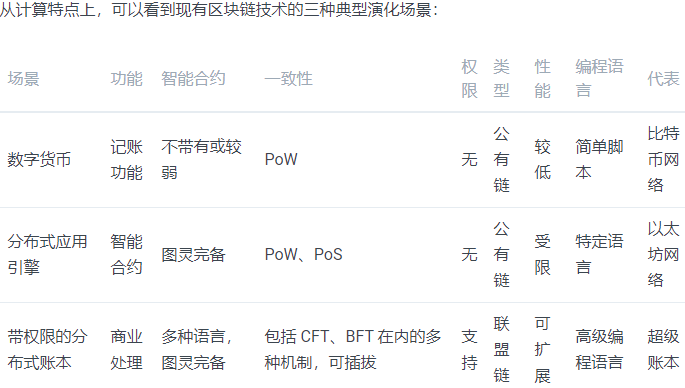 从计算特点上，可以看到现有区块链技术的三种典型演化场景：
场景 功能 智能合约 一致性 权限 类型 性能 编程语言 代表
数字货币 记账功能 不带有或较弱 PoW 无 公有链 较低 简单脚本 比特币网络
分布式应用引擎 智能合约 图灵完备 PoW、PoS 无 公有链 受限 特定语言 以太坊网络
带权限的分布式账本 商业处理 多种语言，图灵完备 包括 CFT、BFT 在内的多种机制，可插拔 支持 联盟链 可扩展 高级编程语言 超级账本